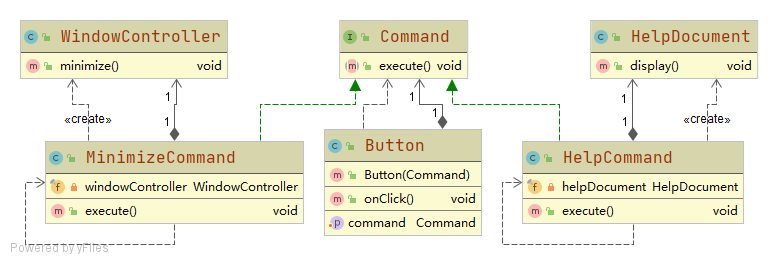 C WindowController
m minimize() void
I Command
m execute() void
C HelpDocument
m display() void
1
1
«create»
1
1
1
1
«create»
C MinimizeCommand
f windowController WindowController
m execute() void
C Button
m Button(Command)
m onClick() void
p command Command
C HelpCommand
f helpDocument HelpDocument
m execute() void
Powered by yFiles